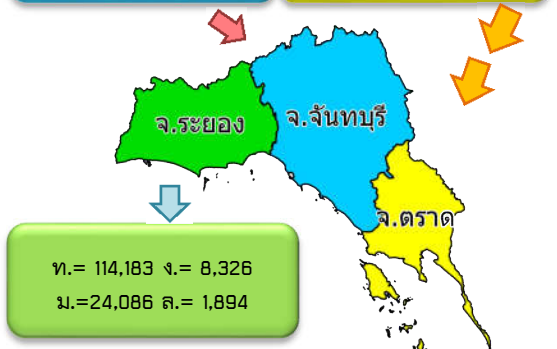 จ.ระยอง
จ.จันทบุรี
จ.ตราด
ท.= 114,183 ง.= 8,326
ม.=24,086 ล.= 1,894